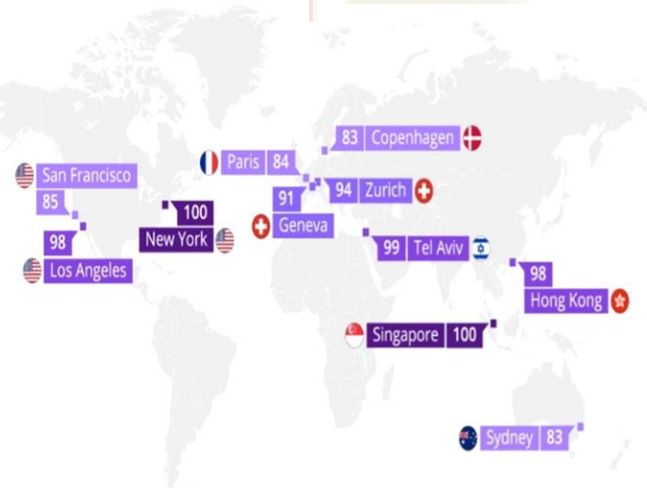 83 Copenhagen
Paris 84
San Francisco
85
94 Zurich
91
Geneva
100
New York
98
Los Angeles
99 Tel Aviv
98
Hong Kong
Singapore 100
Sydney 83